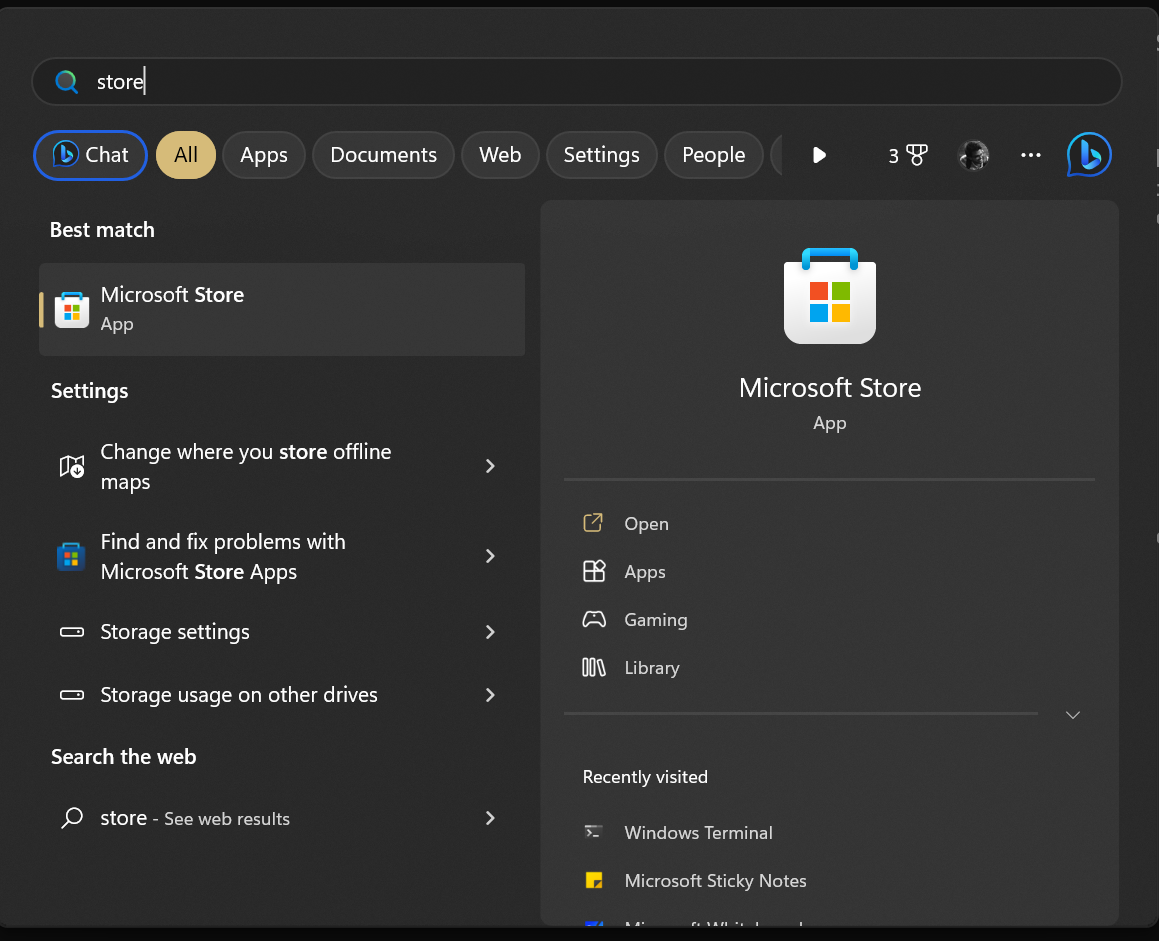 store
Chat
All
Apps
Documents
Web
Settings
People
3
Best match
Microsoft Store
App
Settings
Change where you store offline
maps
Find and fix problems with
Microsoft Store Apps
Storage settings
Storage usage on other drives
Search the web
store - See web results
Microsoft Store
App
Open
Apps
Gaming
Library
Recently visited
Windows Terminal
Microsoft Sticky Notes
Microsoft Whiteboard